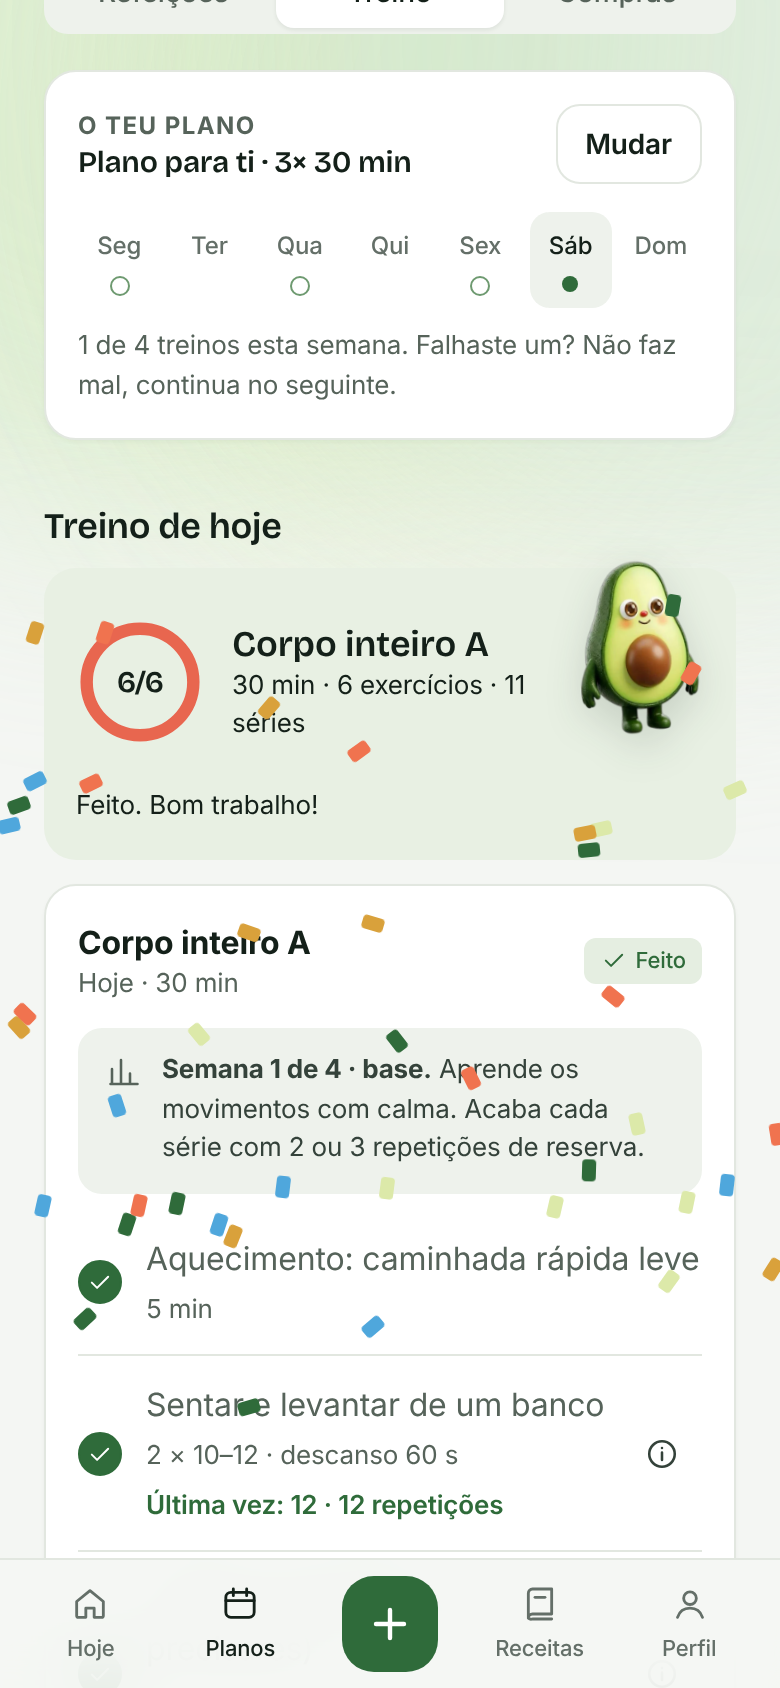 Refeições Treino Compras
O TEU PLANO
Plano para ti · 3× 30 min
Mudar
Seg Ter Qua Qui Sex Sáb Dom
1 de 4 treinos esta semana. Falhaste um? Não faz
mal, continua no seguinte.
Treino de hoje
6/6
Corpo inteiro A
30 min · 6 exercícios · 11
séries
Feito. Bom trabalho!
Corpo inteiro A
Hoje · 30 min
Feito
Semana 1 de 4 · base. Aprende os
movimentos com calma. Acaba cada
série com 2 ou 3 repetições de reserva.
Aquecimento: caminhada rápida leve
5 min
Sentar e levantar de um banco
2 × 10–12 · descanso 60 s
Última vez: 12 · 12 repetições
Hoje Planos Receitas Perfil